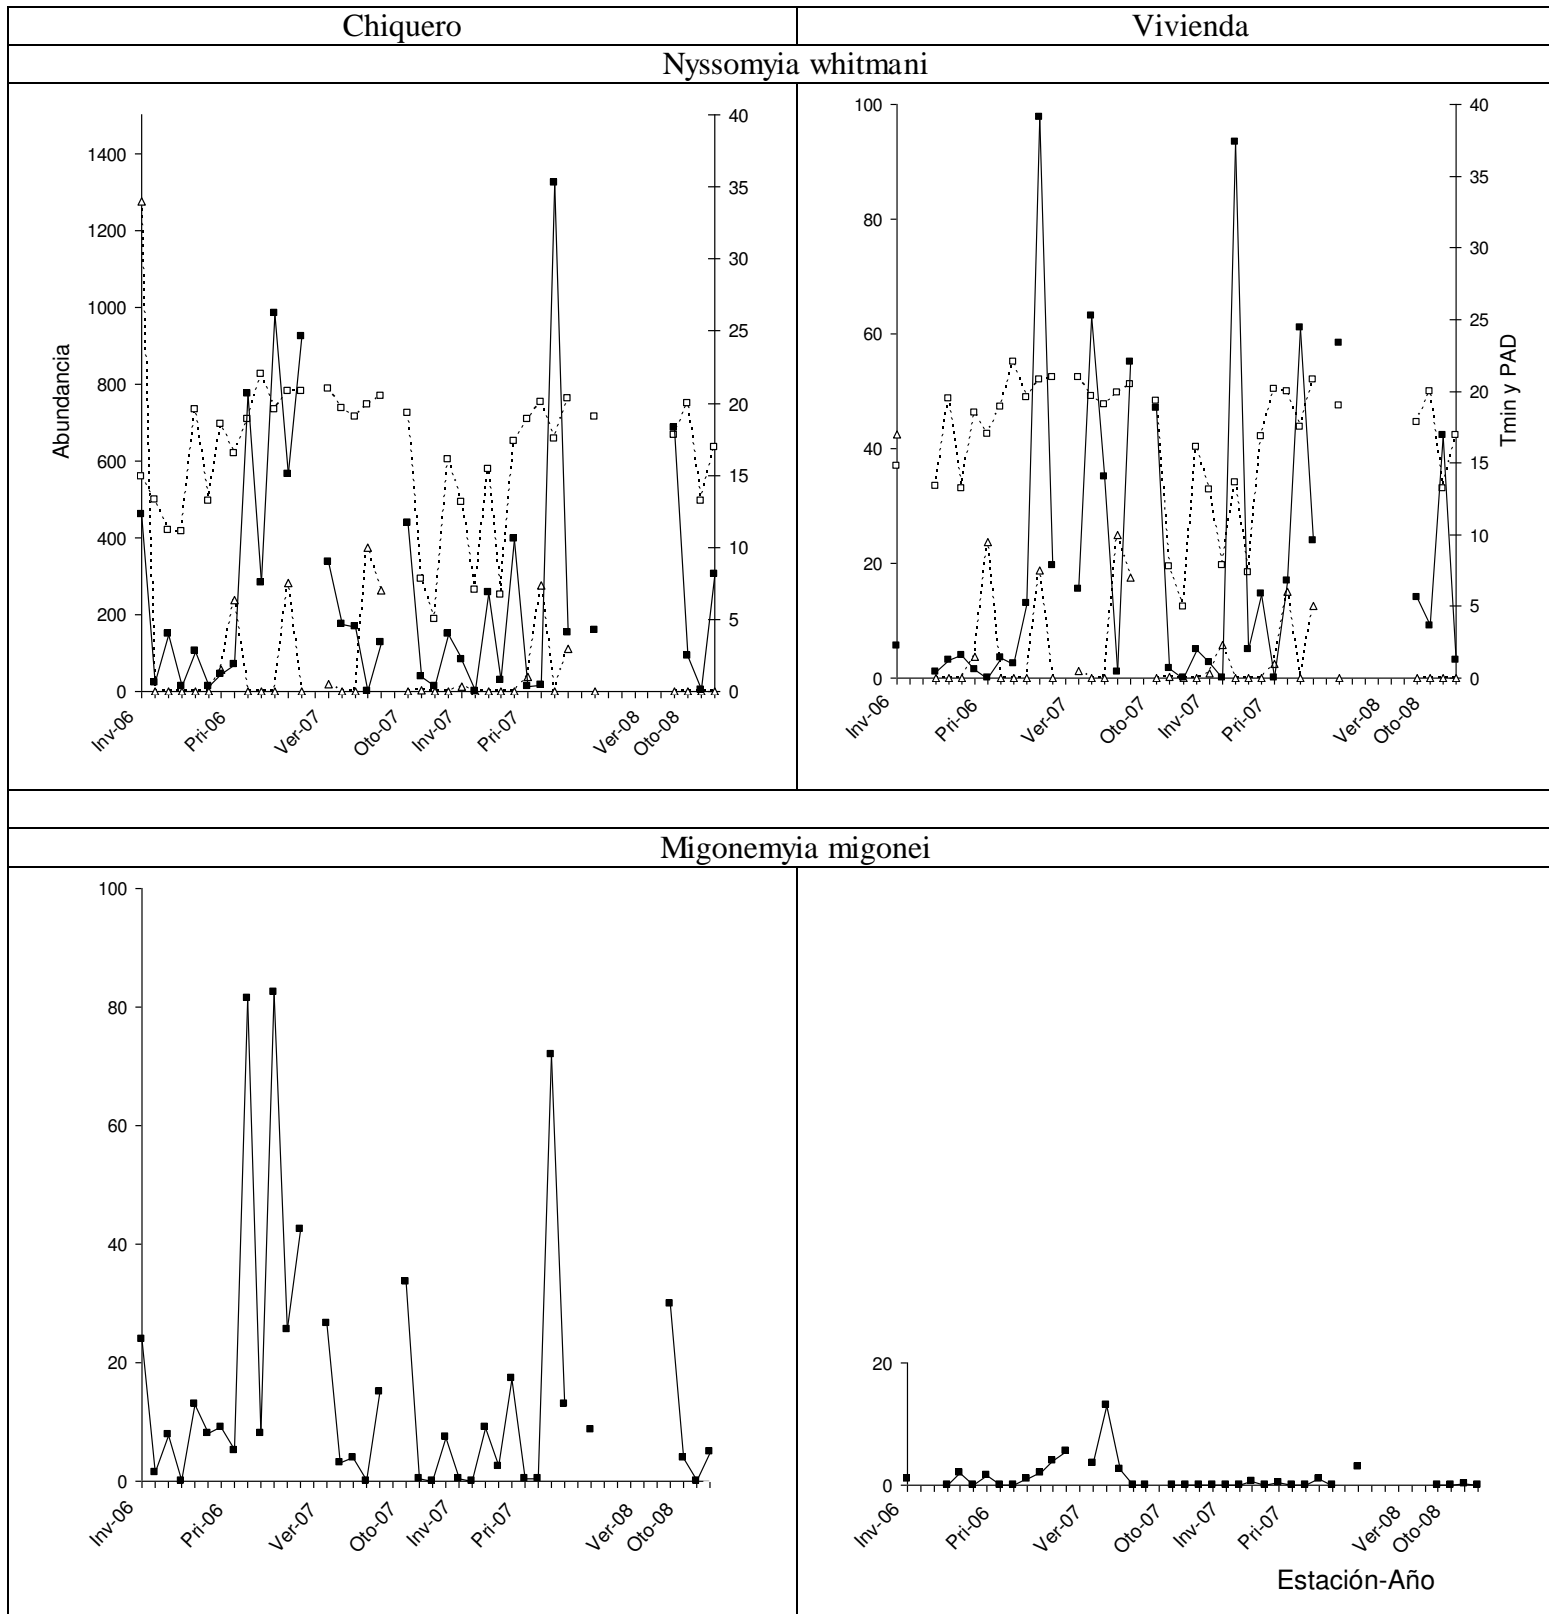 Chiquero
Vivienda
Nyssomyia whitmani
1400
1200
1000
800
600
400
200
0
Abundancia
40
35
30
25
20
15
10
5
0
Inv-06
Pri-06
Ver-07
Oto-07
Inv-07
Pri-07
Ver-08
Oto-08
100
80
60
40
20
0
40
35
30
25
20
15
10
5
0
Tmin y PAD
Inv-06
Pri-06
Ver-07
Oto-07
Inv-07
Pri-07
Ver-08
Oto-08
Migonemyia migonei
100
80
60
40
20
0
Inv-06
Pri-06
Ver-07
Oto-07
Inv-07
Pri-07
Ver-08
Oto-08
20
0
Inv-06
Pri-06
Ver-07
Oto-07
Inv-07
Pri-07
Ver-08
Oto-08
Estación-Año